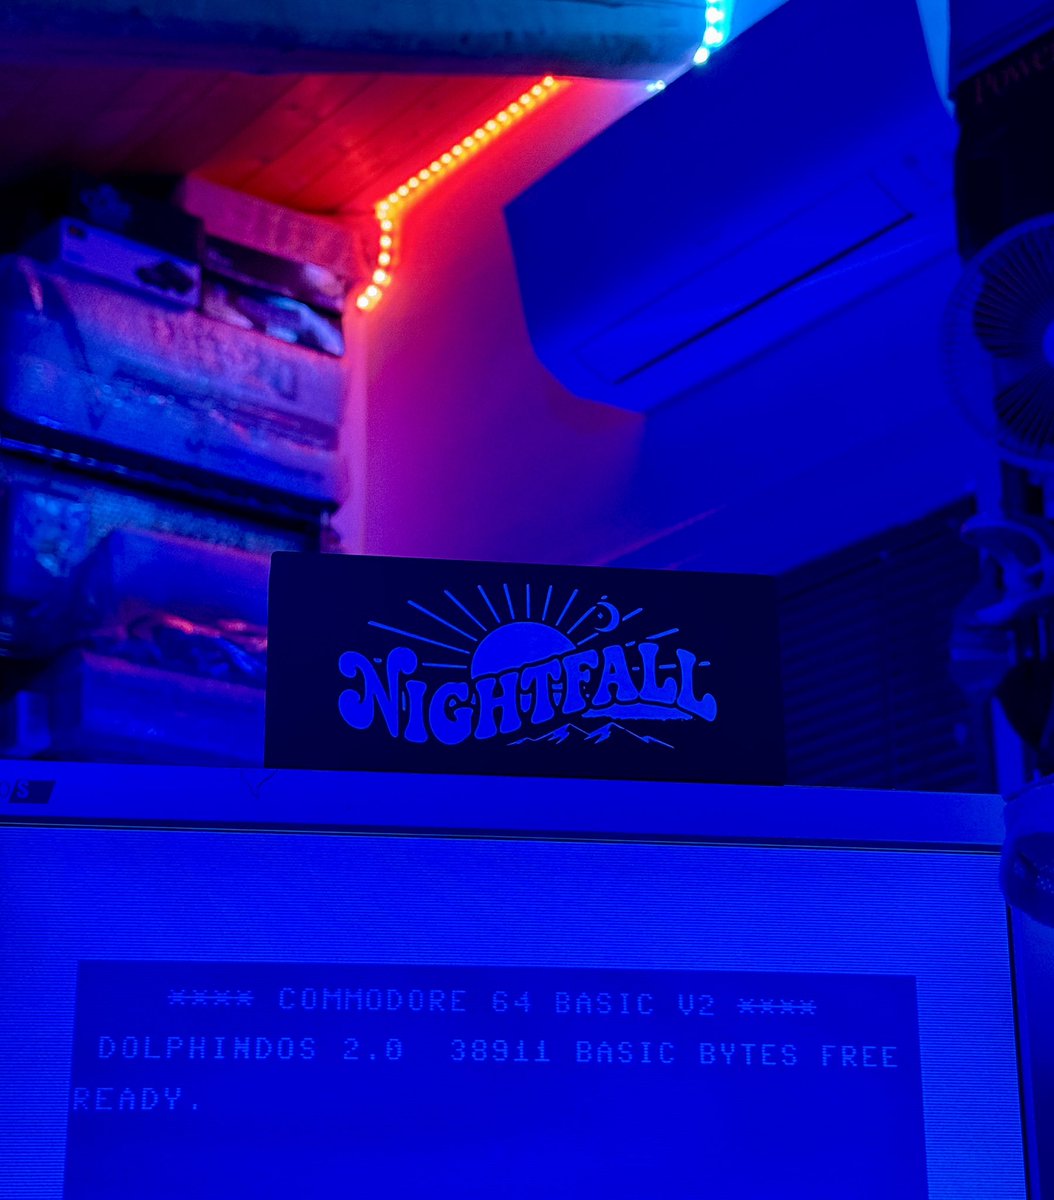 NIGHTFALL
**** COMMODORE 64 BASIC V2 ****
DOLPHINDOS 2.0  38911 BASIC BYTES FREE
READY.